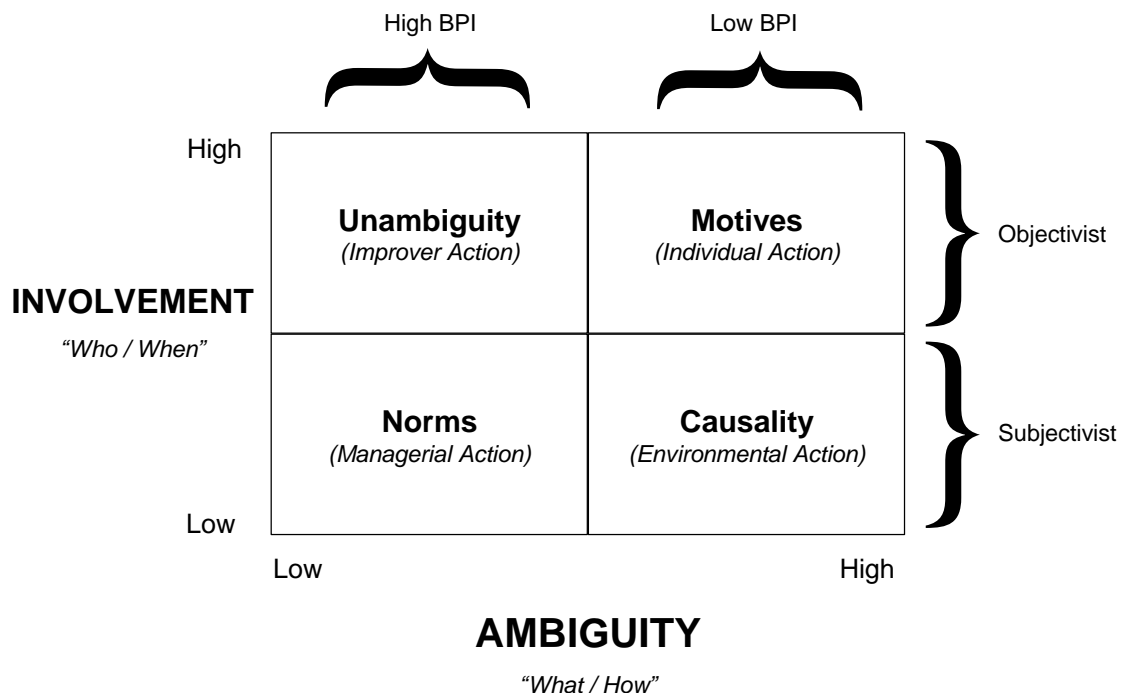 High BPI
Low BPI
High
Unambiguity
(Improver Action)
Motives
(Individual Action)
Objectivist
INVOLVEMENT
“Who / When”
Norms
(Managerial Action)
Causality
(Environmental Action)
Subjectivist
Low
Low
High
AMBIGUITY
“What / How”